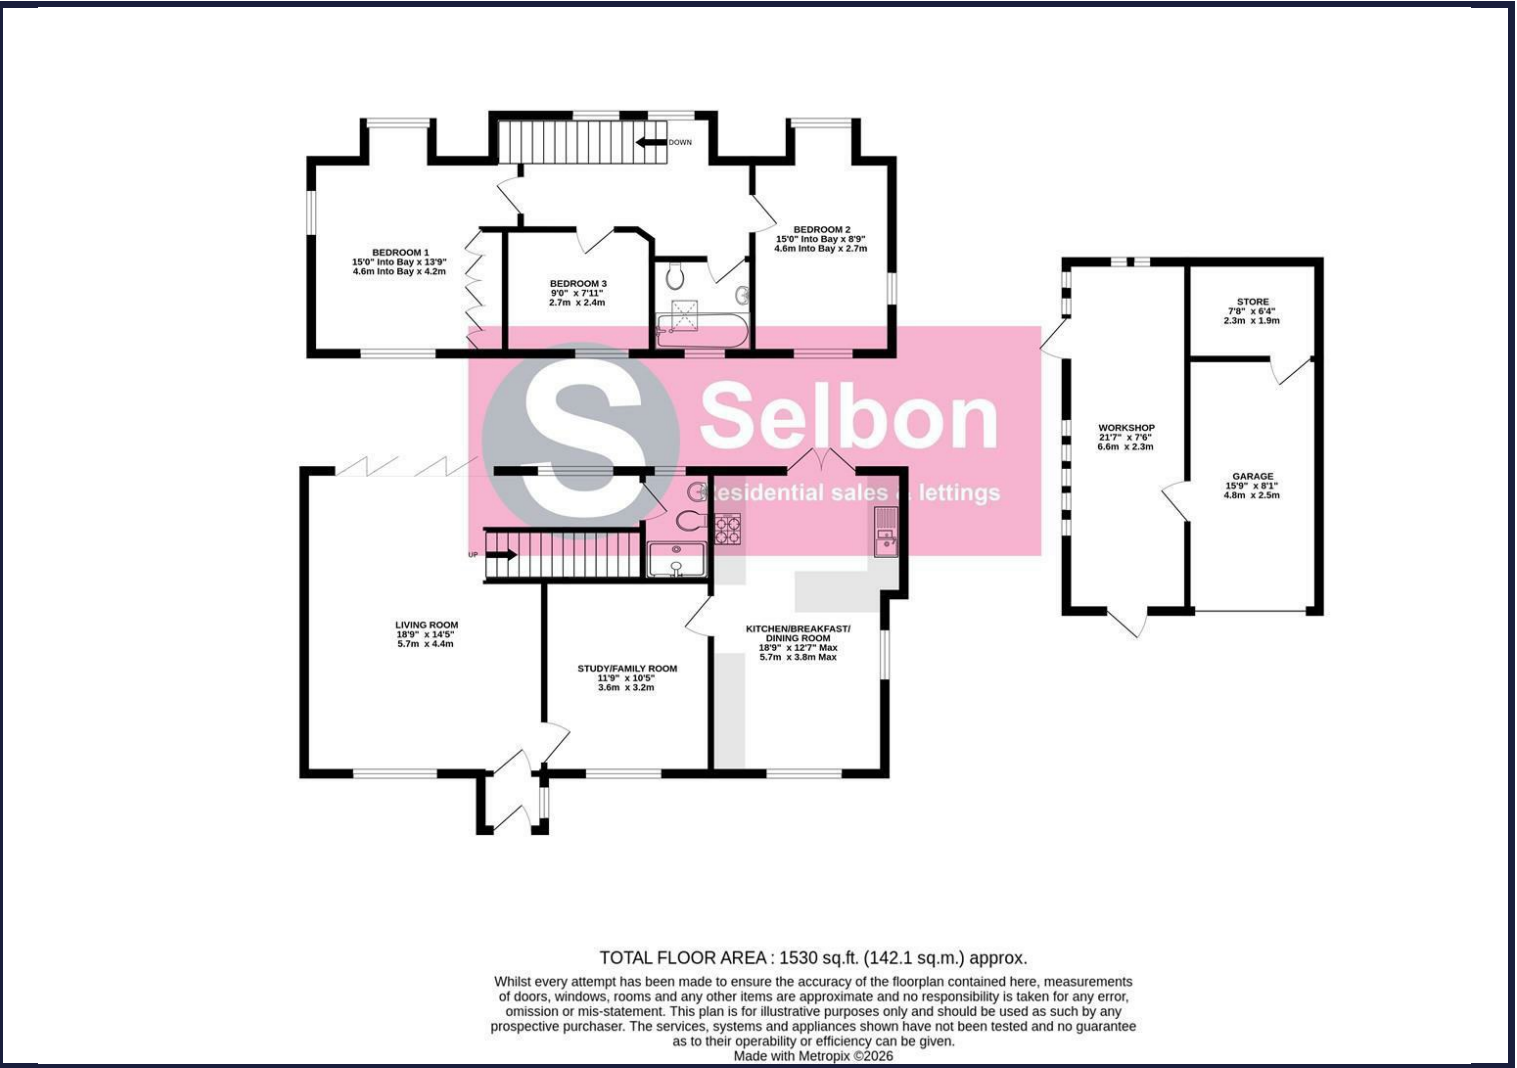 DOWN
BEDROOM 1
15'0" Into Bay x 13'9"
4.6m Into Bay x 4.2m
BEDROOM 2
15'0" Into Bay x 8'9"
4.6m Into Bay x 2.7m
BEDROOM 3
9'0" x 7'11"
2.7m x 2.4m
STORE
7'8" x 6'4"
2.3m x 1.9m
WORKSHOP
21'7" x 7'6"
6.6m x 2.3m
GARAGE
15'9" x 8'1"
4.8m x 2.5m
S
Selbon
Residential sales & lettings
UP
LIVING ROOM
18'9" x 14'5"
5.7m x 4.4m
STUDY/FAMILY ROOM
11'9" x 10'5"
3.6m x 3.2m
KITCHEN/BREAKFAST/
DINING ROOM
18'9" x 12'7" Max
5.7m x 3.8m Max
TOTAL FLOOR AREA : 1530 sq.ft. (142.1 sq.m.) approx.
Whilst every attempt has been made to ensure the accuracy of the floorplan contained here, measurements
of doors, windows, rooms and any other items are approximate and no responsibility is taken for any error,
omission or mis-statement. This plan is for illustrative purposes only and should be used as such by any
prospective purchaser. The services, systems and appliances shown have not been tested and no guarantee
as to their operability or efficiency can be given.
Made with Metropix ©2026